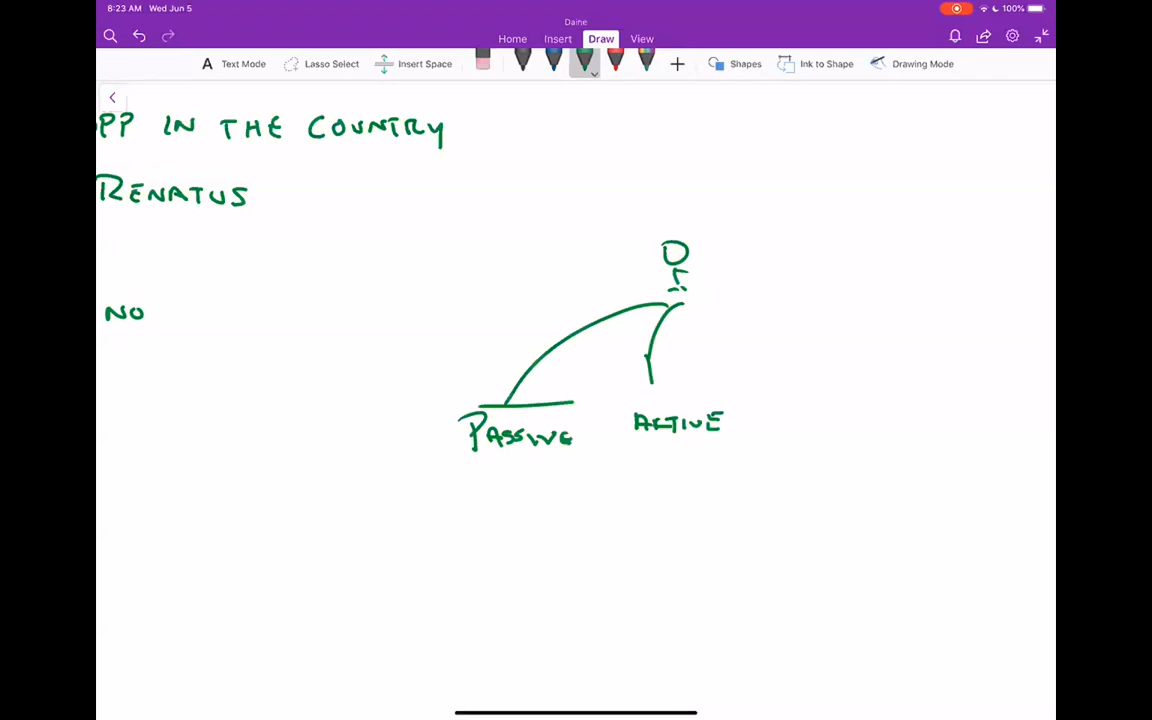 8:23 AM Wed Jun 5
100%
Daine
Home Insert Draw View
A Text Mode Lasso Select Insert Space Shapes Ink to Shape Drawing Mode
PP IN THE COUNTRY
RENATUS
D
NO
PASSIVE
ACTIVE